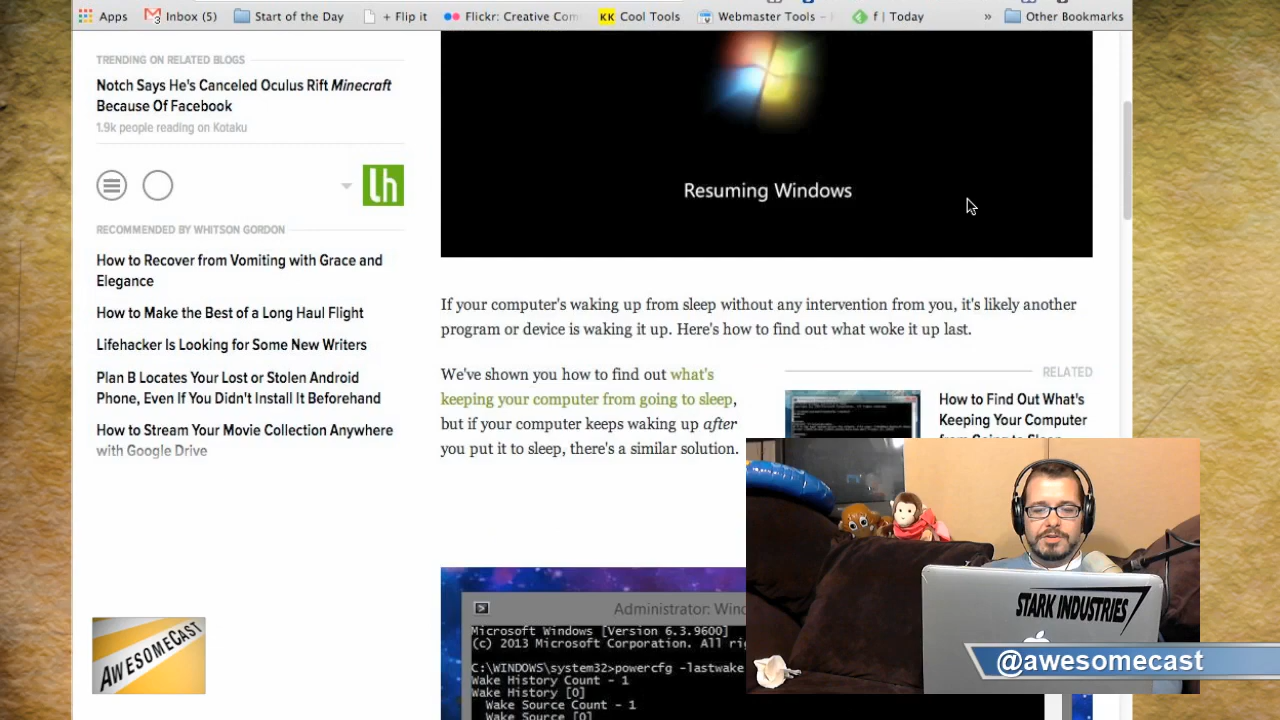 Apps
Inbox (5)
Start of the Day
+ Flip it
Flickr: Creative Com
KK Cool Tools
Webmaster Tools -
f | Today
»
Other Bookmarks
TRENDING ON RELATED BLOGS
Notch Says He's Canceled Oculus Rift Minecraft
Because Of Facebook
1.9k people reading on Kotaku
lh
RECOMMENDED BY WHITSON GORDON
How to Recover from Vomiting with Grace and
Elegance
How to Make the Best of a Long Haul Flight
Lifehacker Is Looking for Some New Writers
Plan B Locates Your Lost or Stolen Android
Phone, Even If You Didn't Install It Beforehand
How to Stream Your Movie Collection Anywhere
with Google Drive
Resuming Windows
If your computer's waking up from sleep without any intervention from you, it's likely another
program or device is waking it up. Here's how to find out what woke it up last.
We've shown you how to find out what's
keeping your computer from going to sleep,
but if your computer keeps waking up after
you put it to sleep, there's a similar solution.
RELATED
How to Find Out What's
Keeping Your Computer
from Going to Sleep
Administrator: Wind
Microsoft Windows [Version 6.3.9600]
(c) 2013 Microsoft Corporation. All rig
C:\WINDOWS\system32>powercfg -lastwake
Wake History Count - 1
Wake History [0]
Wake Source Count - 1
Wake Source [0]
AWESOMECAST
STARK INDUSTRIES
@awesomecast